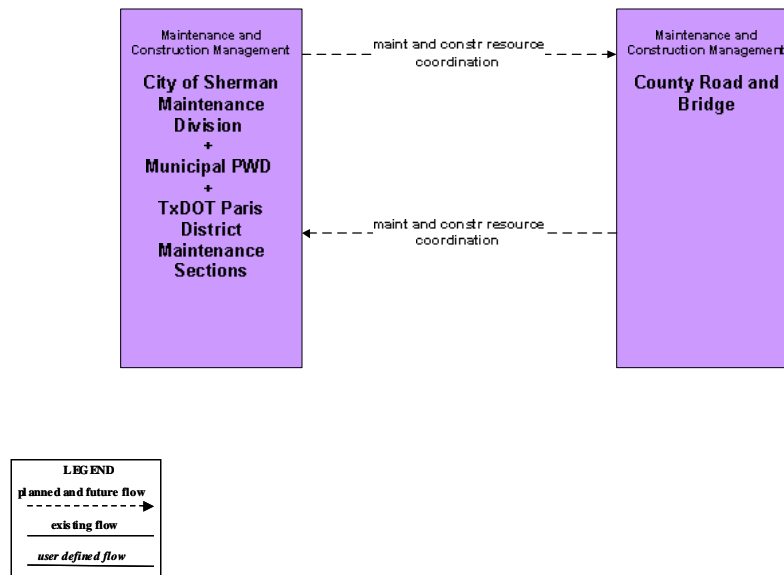 Maintenance and
Construction Management
City of Sherman
Maintenance
Division
+
Municipal PWD
+
TxDOT Paris
District
Maintenance
Sections
maint and constr resource
coordination
maint and constr resource
coordination
Maintenance and
Construction Management
County Road and
Bridge
LEGEND
planned and future flow
existing flow
user defined flow